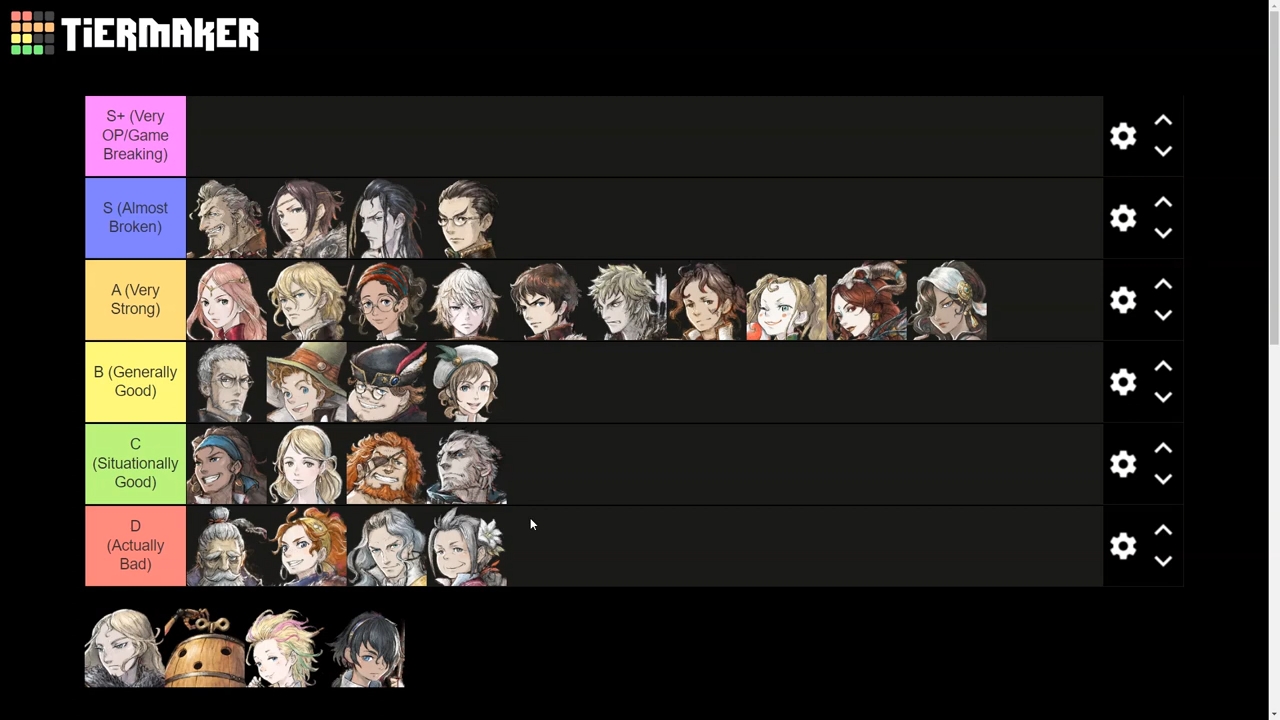 TiERMAKER
S+ (Very
OP/Game
Breaking)
S (Almost
Broken)
A (Very
Strong)
B (Generally
Good)
C
(Situationally
Good)
D
(Actually
Bad)